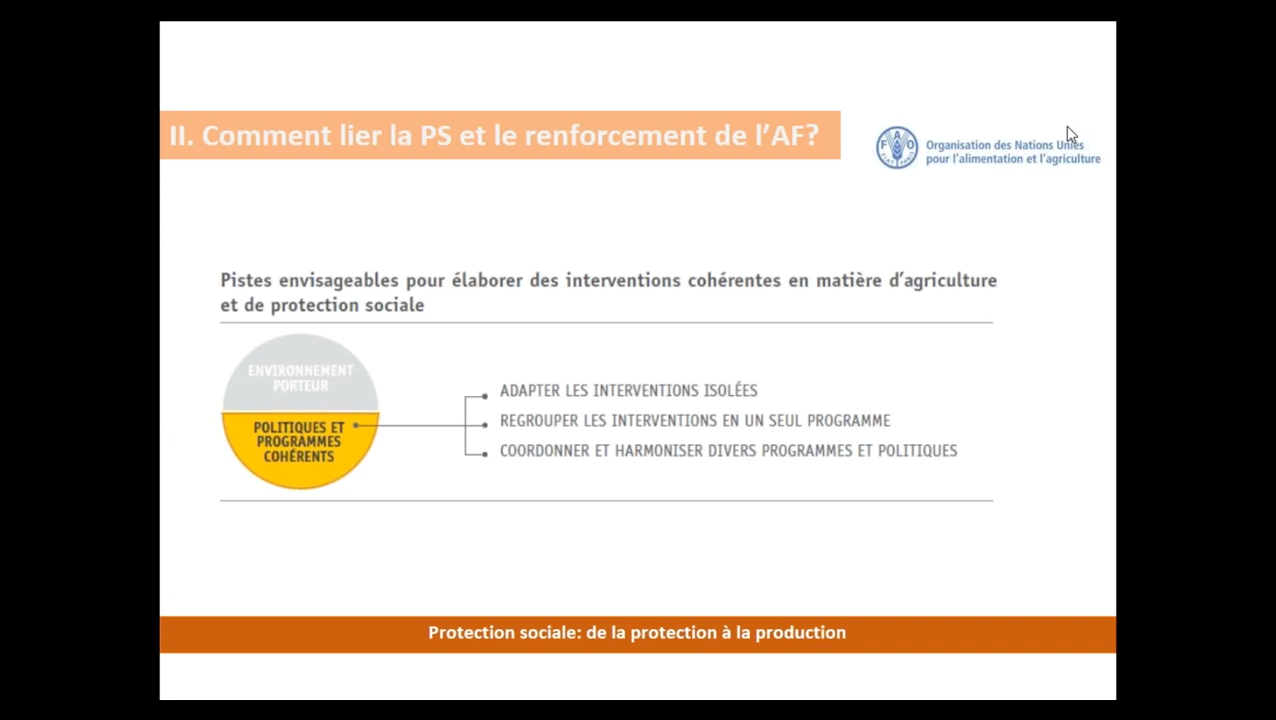 II. Comment lier la PS et le renforcement de l'AF?
FAO
FIAT PANIS
Organisation des Nations Unies
pour l'alimentation et l'agriculture
Pistes envisageables pour élaborer des interventions cohérentes en matière d'agriculture
et de protection sociale
ENVIRONNEMENT
PORTEUR
POLITIQUES ET
PROGRAMMES
COHÉRENTS
ADAPTER LES INTERVENTIONS ISOLÉES
REGROUPER LES INTERVENTIONS EN UN SEUL PROGRAMME
COORDONNER ET HARMONISER DIVERS PROGRAMMES ET POLITIQUES
Protection sociale: de la protection à la production